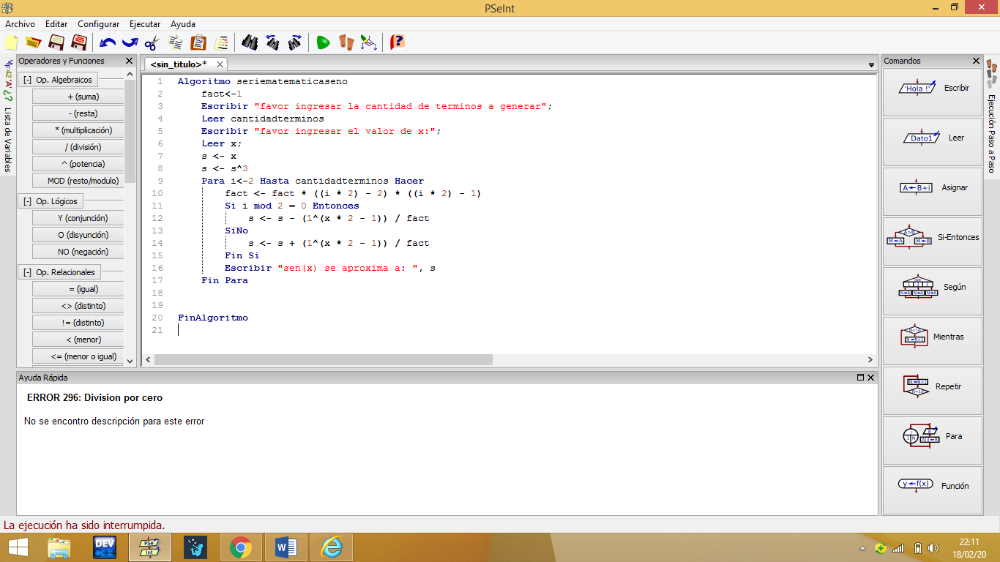 PSeInt
Archivo Editar Configurar Ejecutar Ayuda
Operadores y Funciones
[-] Op. Algebraicos
+ (suma)
- (resta)
* (multiplicación)
/ (división)
^ (potencia)
MOD (resto/modulo)
[-] Op. Lógicos
Y (conjunción)
O (disyunción)
NO (negación)
[-] Op. Relacionales
= (igual)
<> (distinto)
!= (distinto)
< (menor)
<= (menor o igual)
Lista de Variables
<sin_titulo>*
1 Algoritmo seriematematicaseno
2 fact<-1
3 Escribir "favor ingresar la cantidad de terminos a generar";
4 Leer cantidadterminos
5 Escribir "favor ingresar el valor de x:";
6 Leer x;
7 s <- x
8 s <- s^3
9 Para i<-2 Hasta cantidadterminos Hacer
10 fact <- fact * ((i * 2) - 2) * ((i * 2) - 1)
11 Si i mod 2 = 0 Entonces
12 s <- s - (1^(x * 2 - 1)) / fact
13 SiNo
14 s <- s + (1^(x * 2 - 1)) / fact
15 Fin Si
16 Escribir "sen(x) se aproxima a: ", s
17 Fin Para
18
19
20 FinAlgoritmo
21
Ayuda Rápida
ERROR 296: Division por cero
No se encontro descripción para este error
Comandos
'Hola !' Escribir
Dato1 Leer
A B+i Asignar
A>B M A M B Si-Entonces
Según
Mientras
Repetir
Para
y f(x) Función
Ejecución Paso a Paso
La ejecución ha sido interrumpida.
DEV C++
PSe Int
22:11
18/02/20